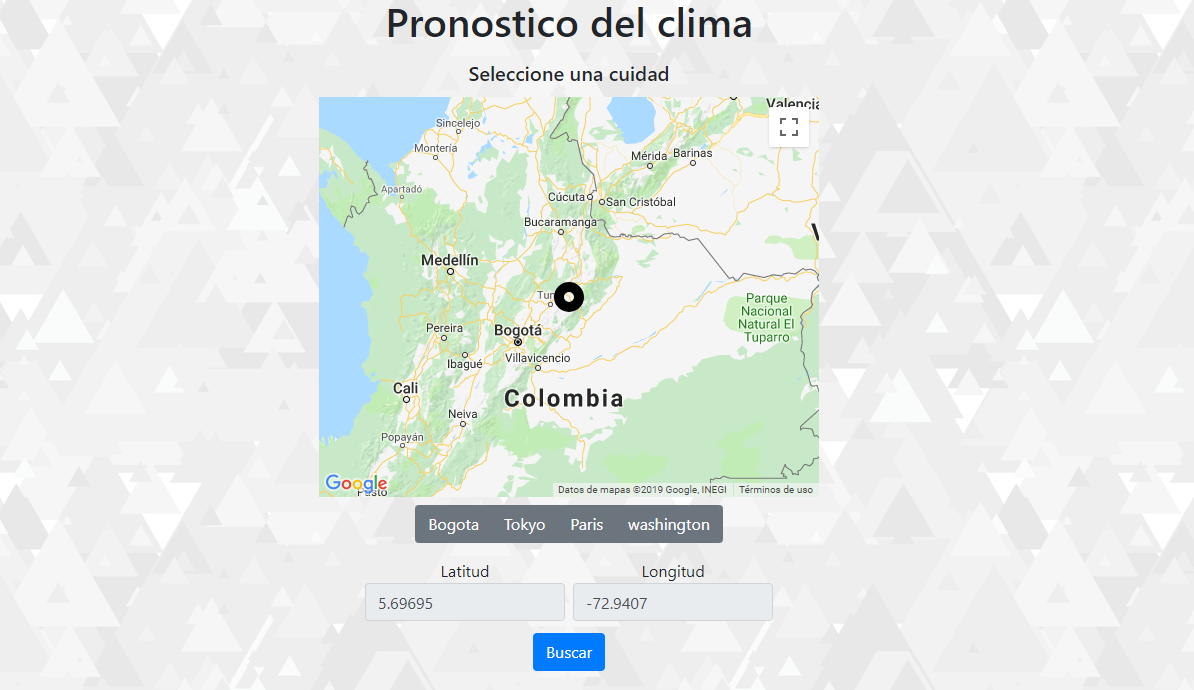 Pronostico del clima
Seleccione una cuidad
Valencia
Sincelejo
Montería
Mérida
Barinas
Apartadó
Cúcuta
San Cristóbal
Bucaramanga
Medellín
Parque
Nacional
Natural El
Tuparro
Pereira
Bogotá
Ibagué
Villavicencio
Cali
Colombia
Neiva
Popayán
Google
Pasto
Datos de mapas ©2019 Google, INEGI
Términos de uso
Bogota Tokyo Paris washington
Latitud Longitud
5.69695 -72.9407
Buscar